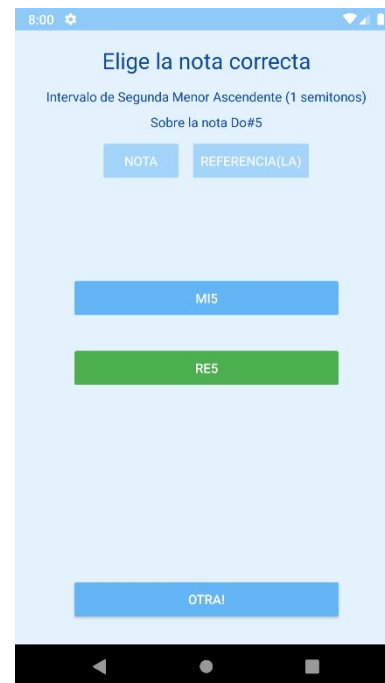 8:00
Elige la nota correcta
Intervalo de Segunda Menor Ascendente (1 semitonos)
Sobre la nota Do#5
NOTA REFERENCIA(LA)
MI5
RE5
OTRA!